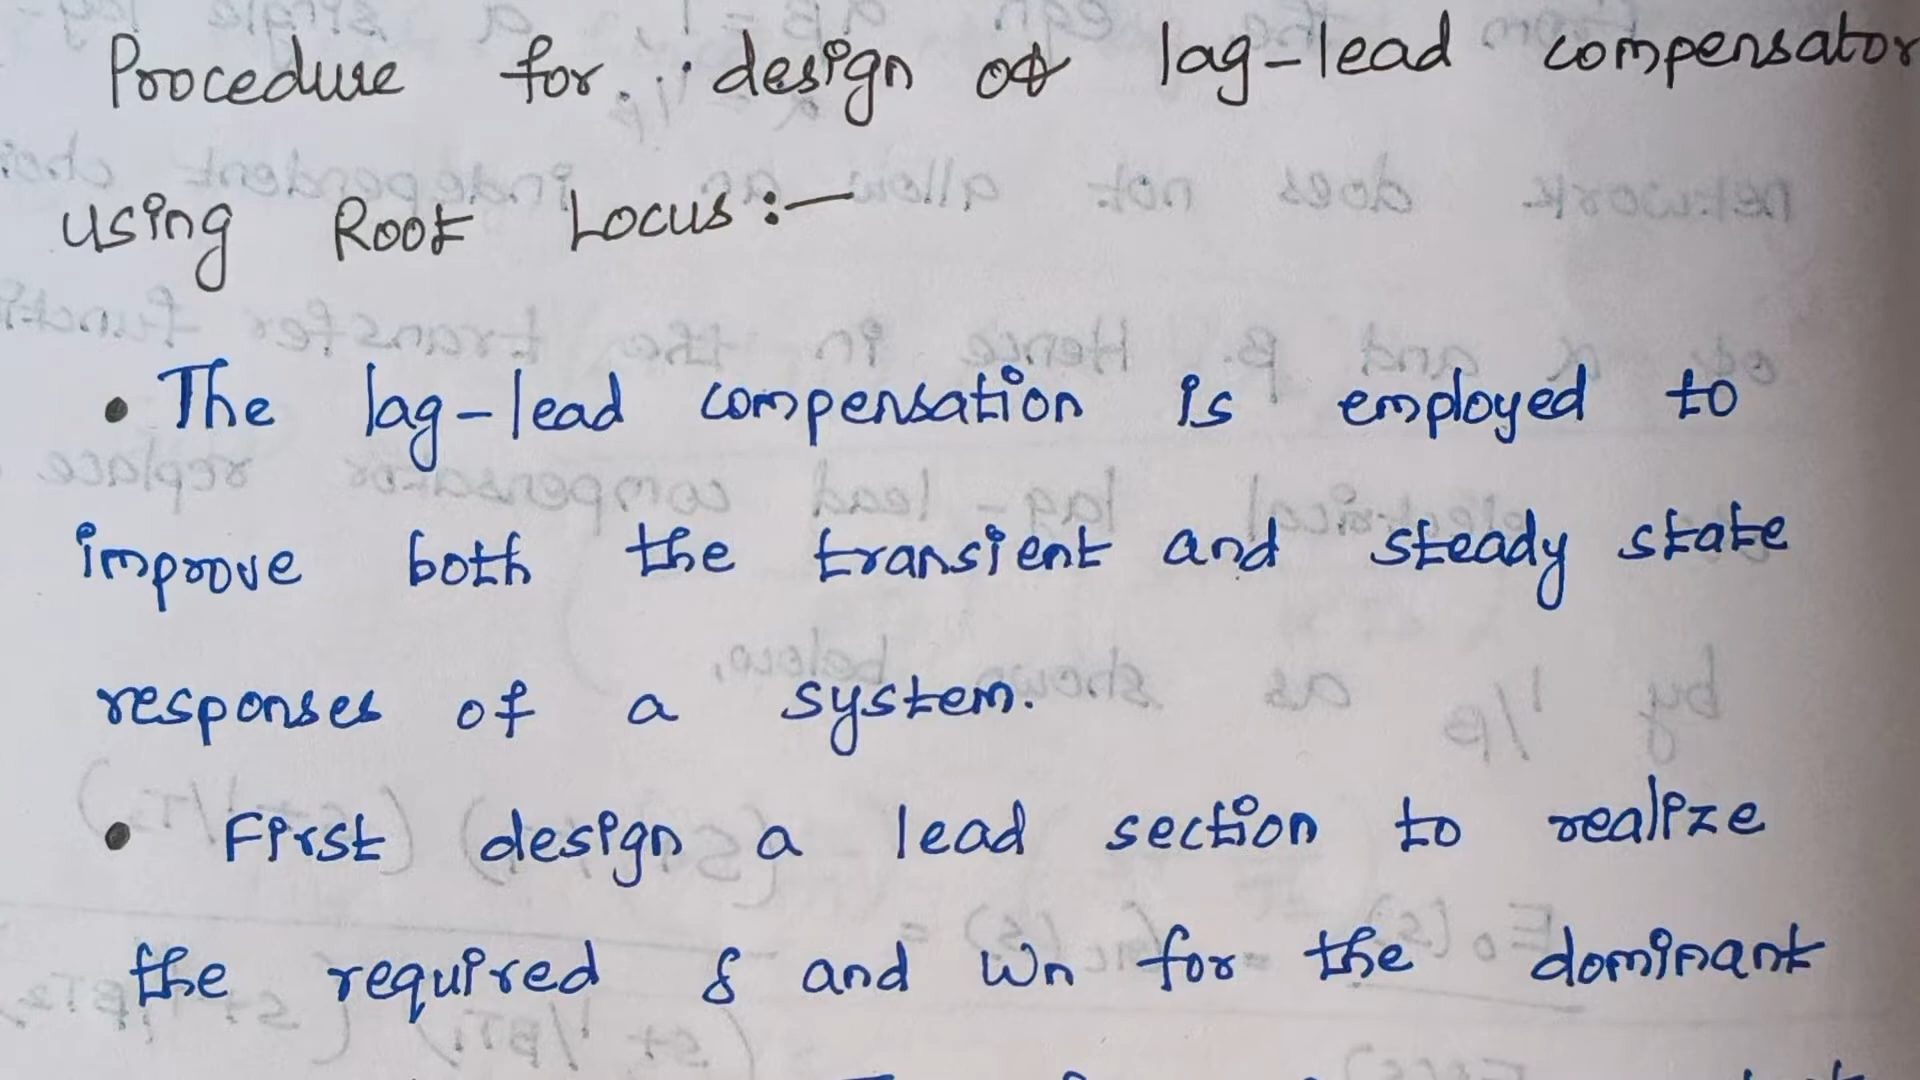 Procedure for design of lag-lead compensator
using Root Locus:-
• The lag-lead compensation is employed to
improve both the transient and steady state
responses of a system.
• First design a lead section to realize
the required δ and ωn for the dominant